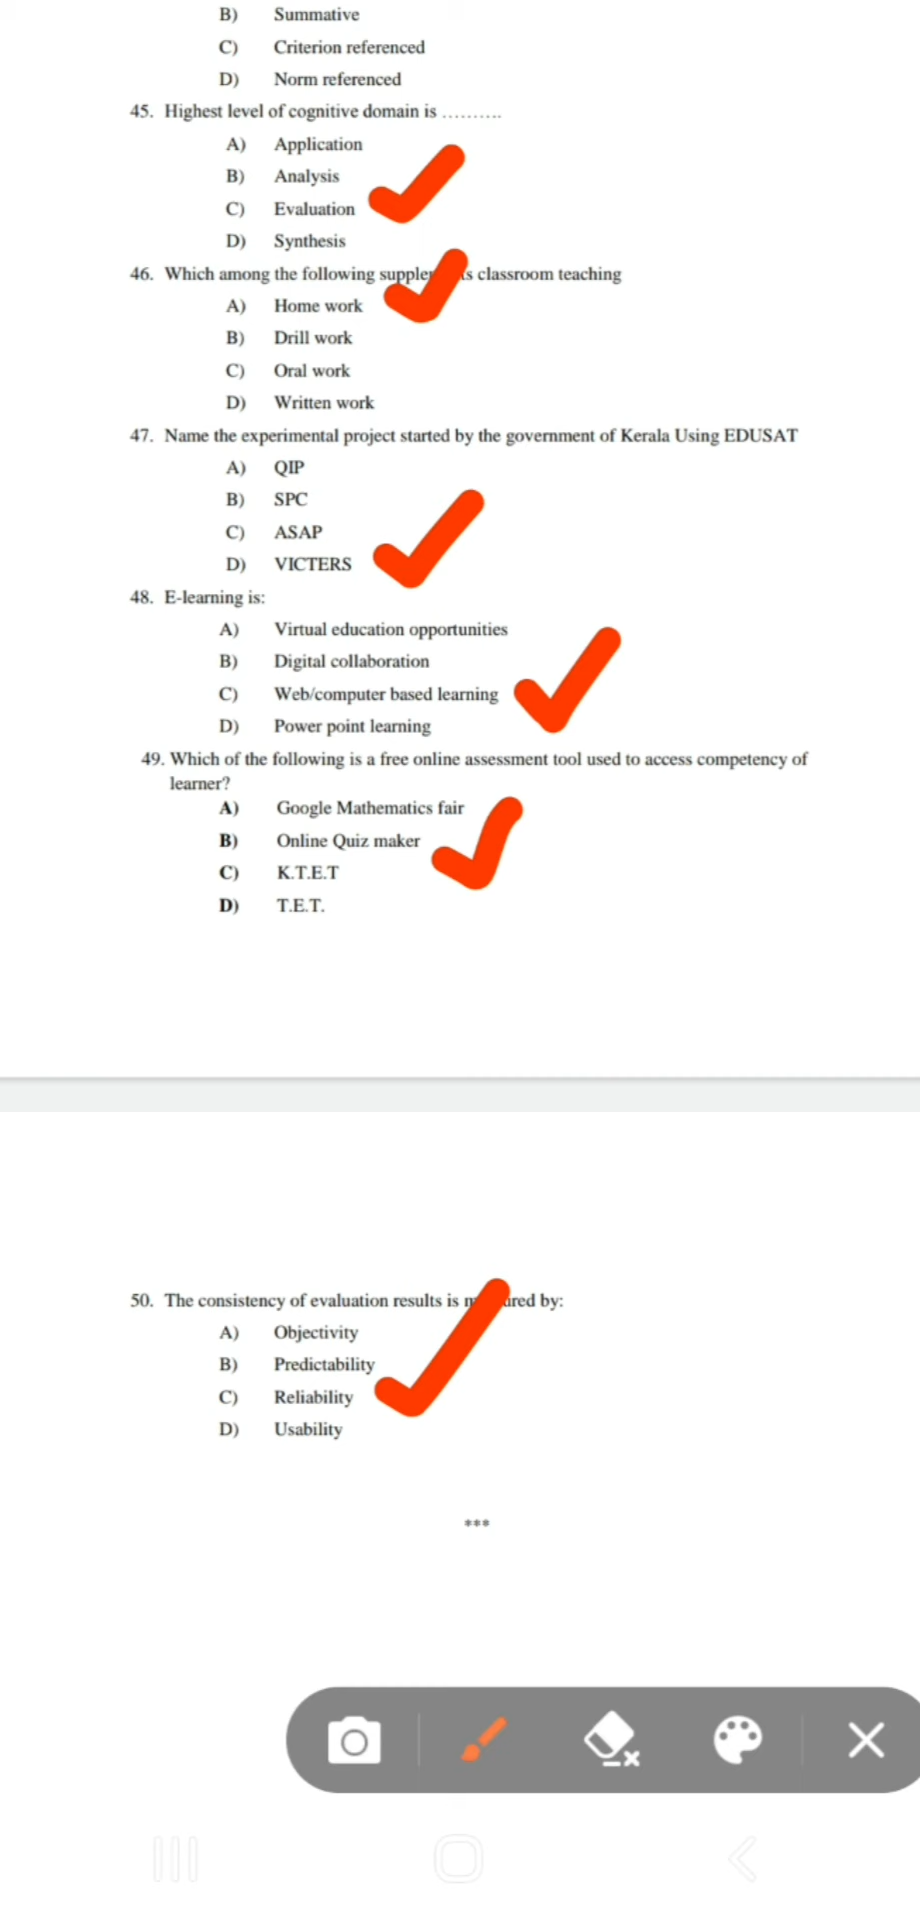 B) Summative
C) Criterion referenced
D) Norm referenced
45. Highest level of cognitive domain is ..........
A) Application
B) Analysis
C) Evaluation
D) Synthesis
46. Which among the following classroom teaching
A) Home work
B) Drill work
C) Oral work
D) Written work
47. Name the experimental project started by the government of Kerala Using EDUSAT
A) QIP
B) SPC
C) ASAP
D) VICTERS
48. E-learning is:
A) Virtual education opportunities
B) Digital collaboration
C) Web/computer based learning
D) Power point learning
49. Which of the following is a free online assessment tool used to access competency of
learner?
A) Google Mathematics fair
B) Online Quiz maker
C) K.T.E.T
D) T.E.T.
50. The consistency of evaluation results is by:
A) Objectivity
B) Predictability
C) Reliability
D) Usability
***